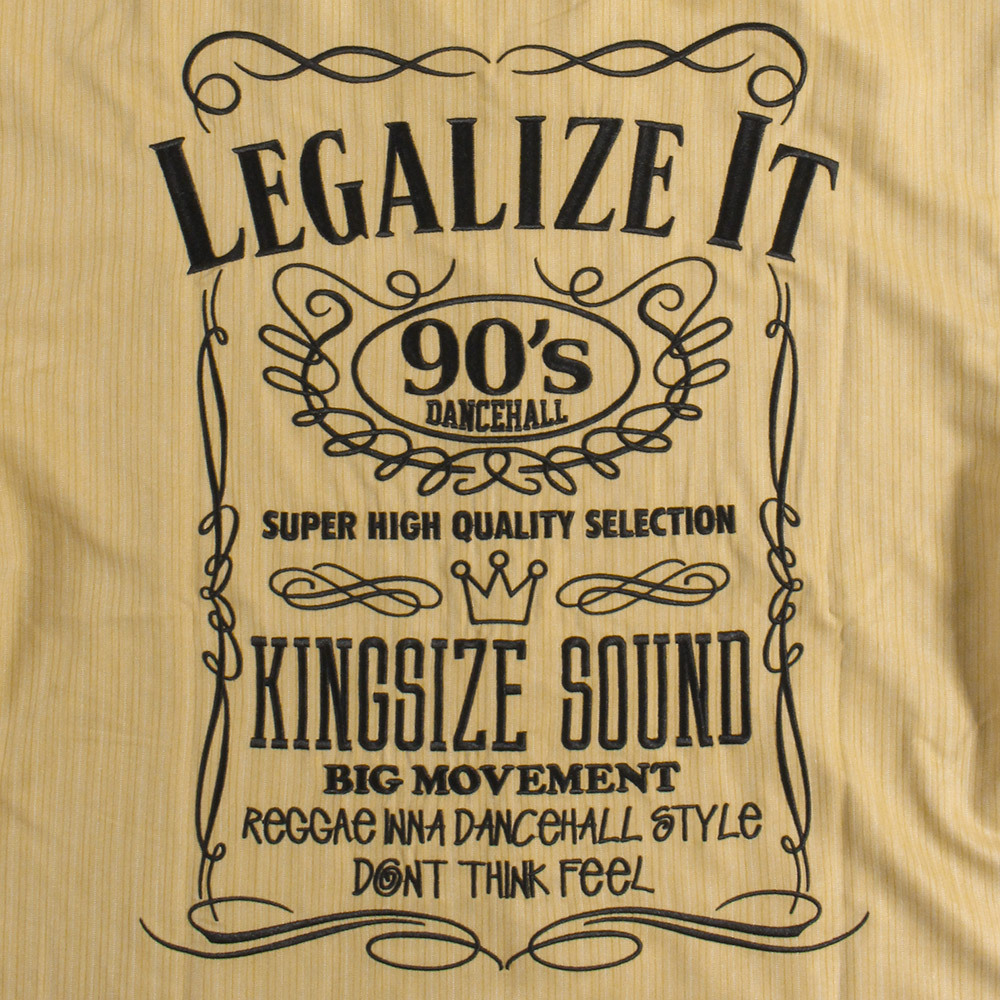 LEGALIZE IT
90's
DANCEHALL
SUPER HIGH QUALITY SELECTION
KINGSIZE SOUND
BIG MOVEMENT
REGGAE INNA DANCEHALL STYLE
DONT THINK FEEL